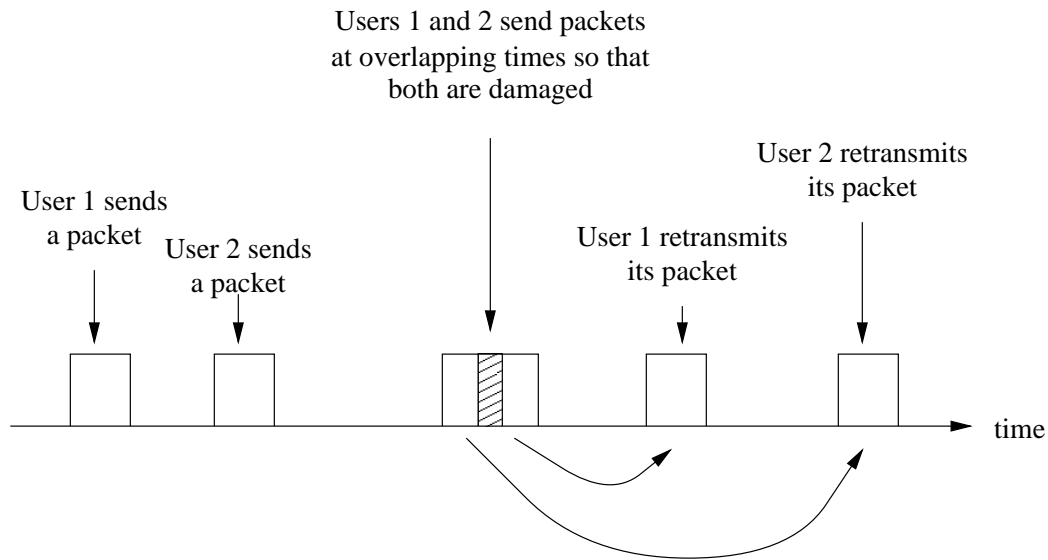 Users 1 and 2 send packets
at overlapping times so that
both are damaged
User 2 retransmits
its packet
User 1 sends
a packet
User 2 sends
a packet
User 1 retransmits
its packet
time